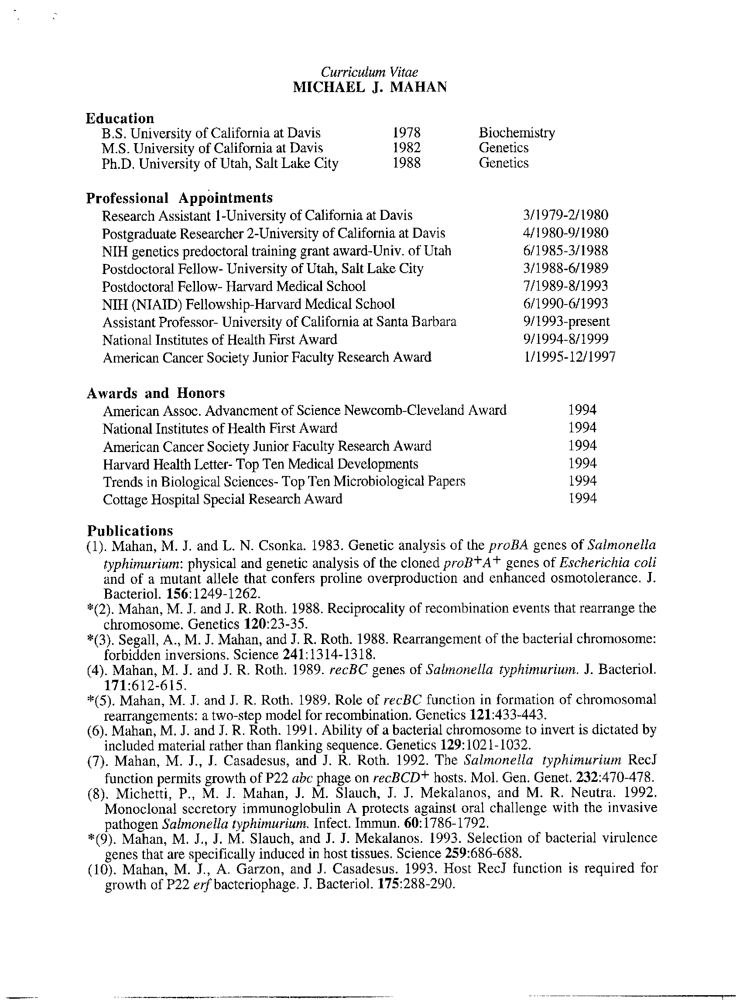 Curriculum Vitae
MICHAEL J. MAHAN
Education
B.S. University of California at Davis 1978 Biochemistry
M.S. University of California at Davis 1982 Genetics
Ph.D. University of Utah, Salt Lake City 1988 Genetics
Professional Appointments
Research Assistant 1-University of California at Davis 3/1979-2/1980
Postgraduate Researcher 2-University of California at Davis 4/1980-9/1980
NIH genetics predoctoral training grant award-Univ. of Utah 6/1985-3/1988
Postdoctoral Fellow- University of Utah, Salt Lake City 3/1988-6/1989
Postdoctoral Fellow- Harvard Medical School 7/1989-8/1993
NIH (NIAID) Fellowship-Harvard Medical School 6/1990-6/1993
Assistant Professor- University of California at Santa Barbara 9/1993-present
National Institutes of Health First Award 9/1994-8/1999
American Cancer Society Junior Faculty Research Award 1/1995-12/1997
Awards and Honors
American Assoc. Advancment of Science Newcomb-Cleveland Award 1994
National Institutes of Health First Award 1994
American Cancer Society Junior Faculty Research Award 1994
Harvard Health Letter- Top Ten Medical Developments 1994
Trends in Biological Sciences- Top Ten Microbiological Papers 1994
Cottage Hospital Special Research Award 1994
Publications
(1). Mahan, M. J. and L. N. Csonka. 1983. Genetic analysis of the proBA genes of Salmonella
typhimurium: physical and genetic analysis of the cloned proB+A+ genes of Escherichia coli
and of a mutant allele that confers proline overproduction and enhanced osmotolerance. J.
Bacteriol. 156:1249-1262.
*(2). Mahan, M. J. and J. R. Roth. 1988. Reciprocality of recombination events that rearrange the
chromosome. Genetics 120:23-35.
*(3). Segall, A., M. J. Mahan, and J. R. Roth. 1988. Rearrangement of the bacterial chromosome:
forbidden inversions. Science 241:1314-1318.
(4). Mahan, M. J. and J. R. Roth. 1989. recBC genes of Salmonella typhimurium. J. Bacteriol.
171:612-615.
*(5). Mahan, M. J. and J. R. Roth. 1989. Role of recBC function in formation of chromosomal
rearrangements: a two-step model for recombination. Genetics 121:433-443.
(6). Mahan, M. J. and J. R. Roth. 1991. Ability of a bacterial chromosome to invert is dictated by
included material rather than flanking sequence. Genetics 129:1021-1032.
(7). Mahan, M. J., J. Casadesus, and J. R. Roth. 1992. The Salmonella typhimurium RecJ
function permits growth of P22 abc phage on recBCD+ hosts. Mol. Gen. Genet. 232:470-478.
(8). Michetti, P., M. J. Mahan, J. M. Slauch, J. J. Mekalanos, and M. R. Neutra. 1992.
Monoclonal secretory immunoglobulin A protects against oral challenge with the invasive
pathogen Salmonella typhimurium. Infect. Immun. 60:1786-1792.
*(9). Mahan, M. J., J. M. Slauch, and J. J. Mekalanos. 1993. Selection of bacterial virulence
genes that are specifically induced in host tissues. Science 259:686-688.
(10). Mahan, M. J., A. Garzon, and J. Casadesus. 1993. Host RecJ function is required for
growth of P22 erf bacteriophage. J. Bacteriol. 175:288-290.